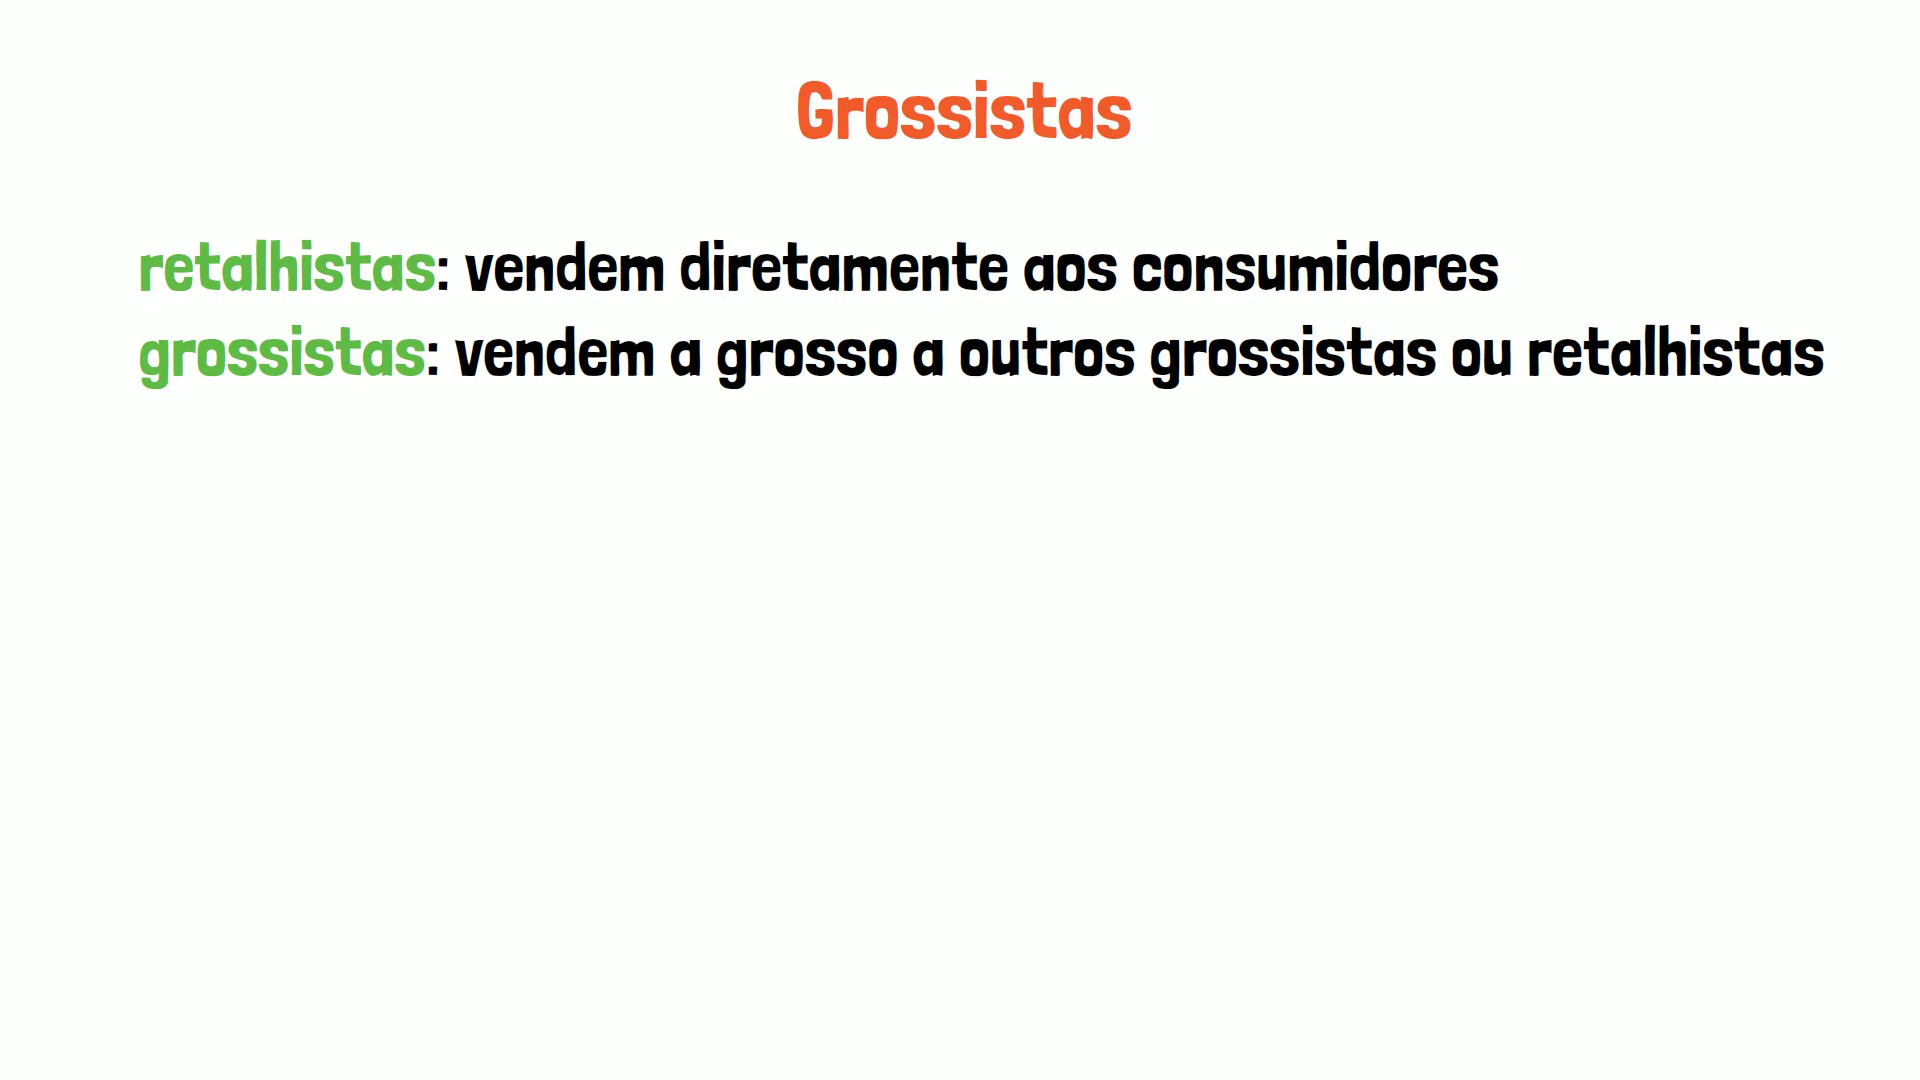 Grossistas
retalhistas: vendem diretamente aos consumidores
grossistas: vendem a grosso a outros grossistas ou retalhistas